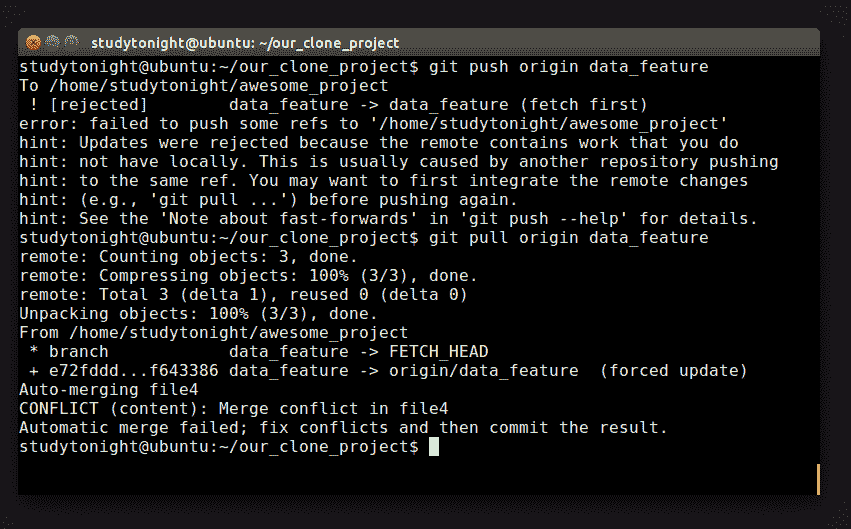 studytonight@ubuntu: ~/our_clone_project
studytonight@ubuntu:~/our_clone_project$ git push origin data_feature
To /home/studytonight/awesome_project
 ! [rejected]        data_feature -> data_feature (fetch first)
error: failed to push some refs to '/home/studytonight/awesome_project'
hint: Updates were rejected because the remote contains work that you do
hint: not have locally. This is usually caused by another repository pushing
hint: to the same ref. You may want to first integrate the remote changes
hint: (e.g., 'git pull ...') before pushing again.
hint: See the 'Note about fast-forwards' in 'git push --help' for details.
studytonight@ubuntu:~/our_clone_project$ git pull origin data_feature
remote: Counting objects: 3, done.
remote: Compressing objects: 100% (3/3), done.
remote: Total 3 (delta 1), reused 0 (delta 0)
Unpacking objects: 100% (3/3), done.
From /home/studytonight/awesome_project
 * branch            data_feature -> FETCH_HEAD
 + e72fddd...f643386 data_feature -> origin/data_feature  (forced update)
Auto-merging file4
CONFLICT (content): Merge conflict in file4
Automatic merge failed; fix conflicts and then commit the result.
studytonight@ubuntu:~/our_clone_project$